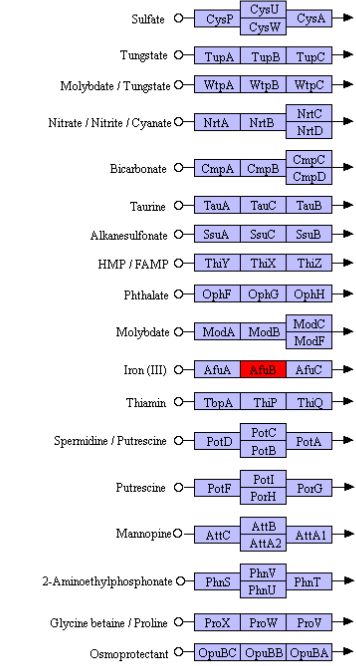 CysU
Sulfate CysP CysA
CysW
Tungstate TupA TupB TupC
Molybdate / Tungstate WtpA WtpB WtpC
NrtC
Nitrate / Nitrite / Cyanate NrtA NrtB
NrtD
CmpC
Bicarbonate CmpA CmpB
CmpD
Taurine TauA TauC TauB
Alkanesulfonate SsuA SsuC SsuB
HMP / FAMP ThiY ThiX ThiZ
Phthalate OphF OphG OphH
ModC
Molybdate ModA ModB
ModF
Iron (III) AfuA AfuB AfuC
Thiamin TbpA ThiP ThiQ
PotC
Spermidine / Putrescine PotD PotA
PotB
PotI
Putrescine PotF PorG
PorH
AttB
Mannopine AttC AttA1
AttA2
PhnV
2-Aminoethylphosphonate PhnS PhnT
PhnU
Glycine betaine / Proline ProX ProW ProV
Osmoprotectant OpuBC OpuBB OpuBA